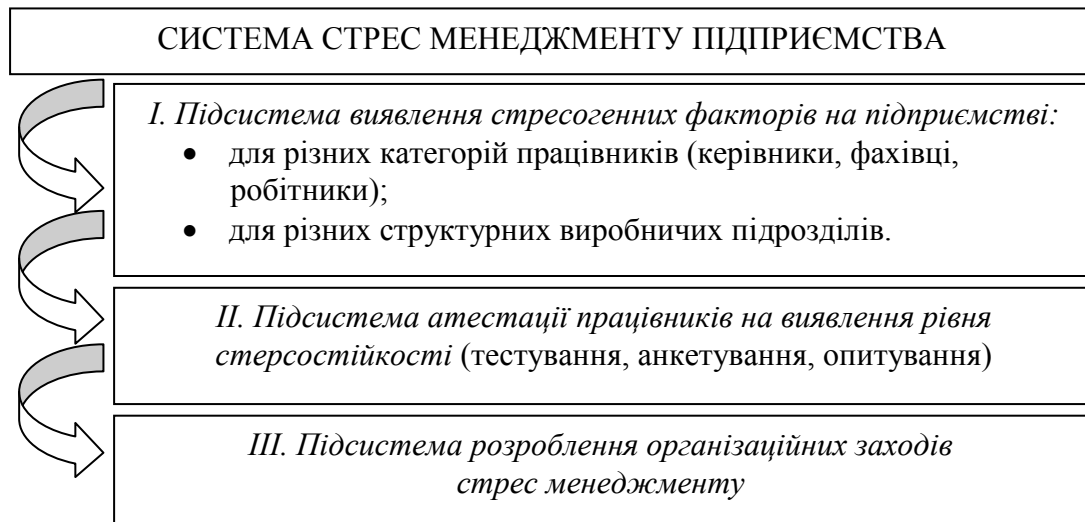 СИСТЕМА СТРЕС МЕНЕДЖМЕНТУ ПІДПРИЄМСТВА
І. Підсистема виявлення стресогенних факторів на підприємстві:
• для різних категорій працівників (керівники, фахівці,
робітники);
• для різних структурних виробничих підрозділів.
ІІ. Підсистема атестації працівників на виявлення рівня
стерсостійкості (тестування, анкетування, опитування)
ІІІ. Підсистема розроблення організаційних заходів
стрес менеджменту